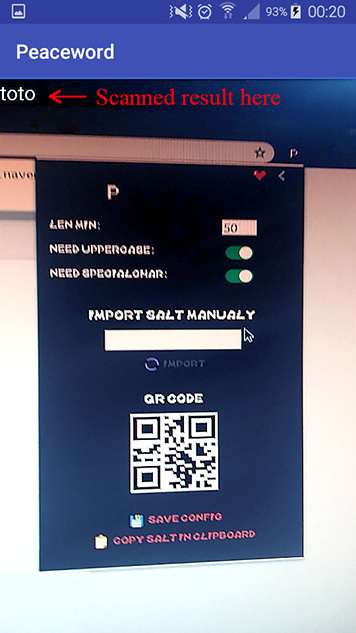 93% 00:20
Peaceword
toto
Scanned result here
P
.naver
P
LEN MIN:
50
NEED UPPERCASE:
NEED SPECIALCHAR:
IMPORT SALT MANUALY
IMPORT
QR CODE
SAVE CONFIG
COPY SALT IN CLIPBOARD